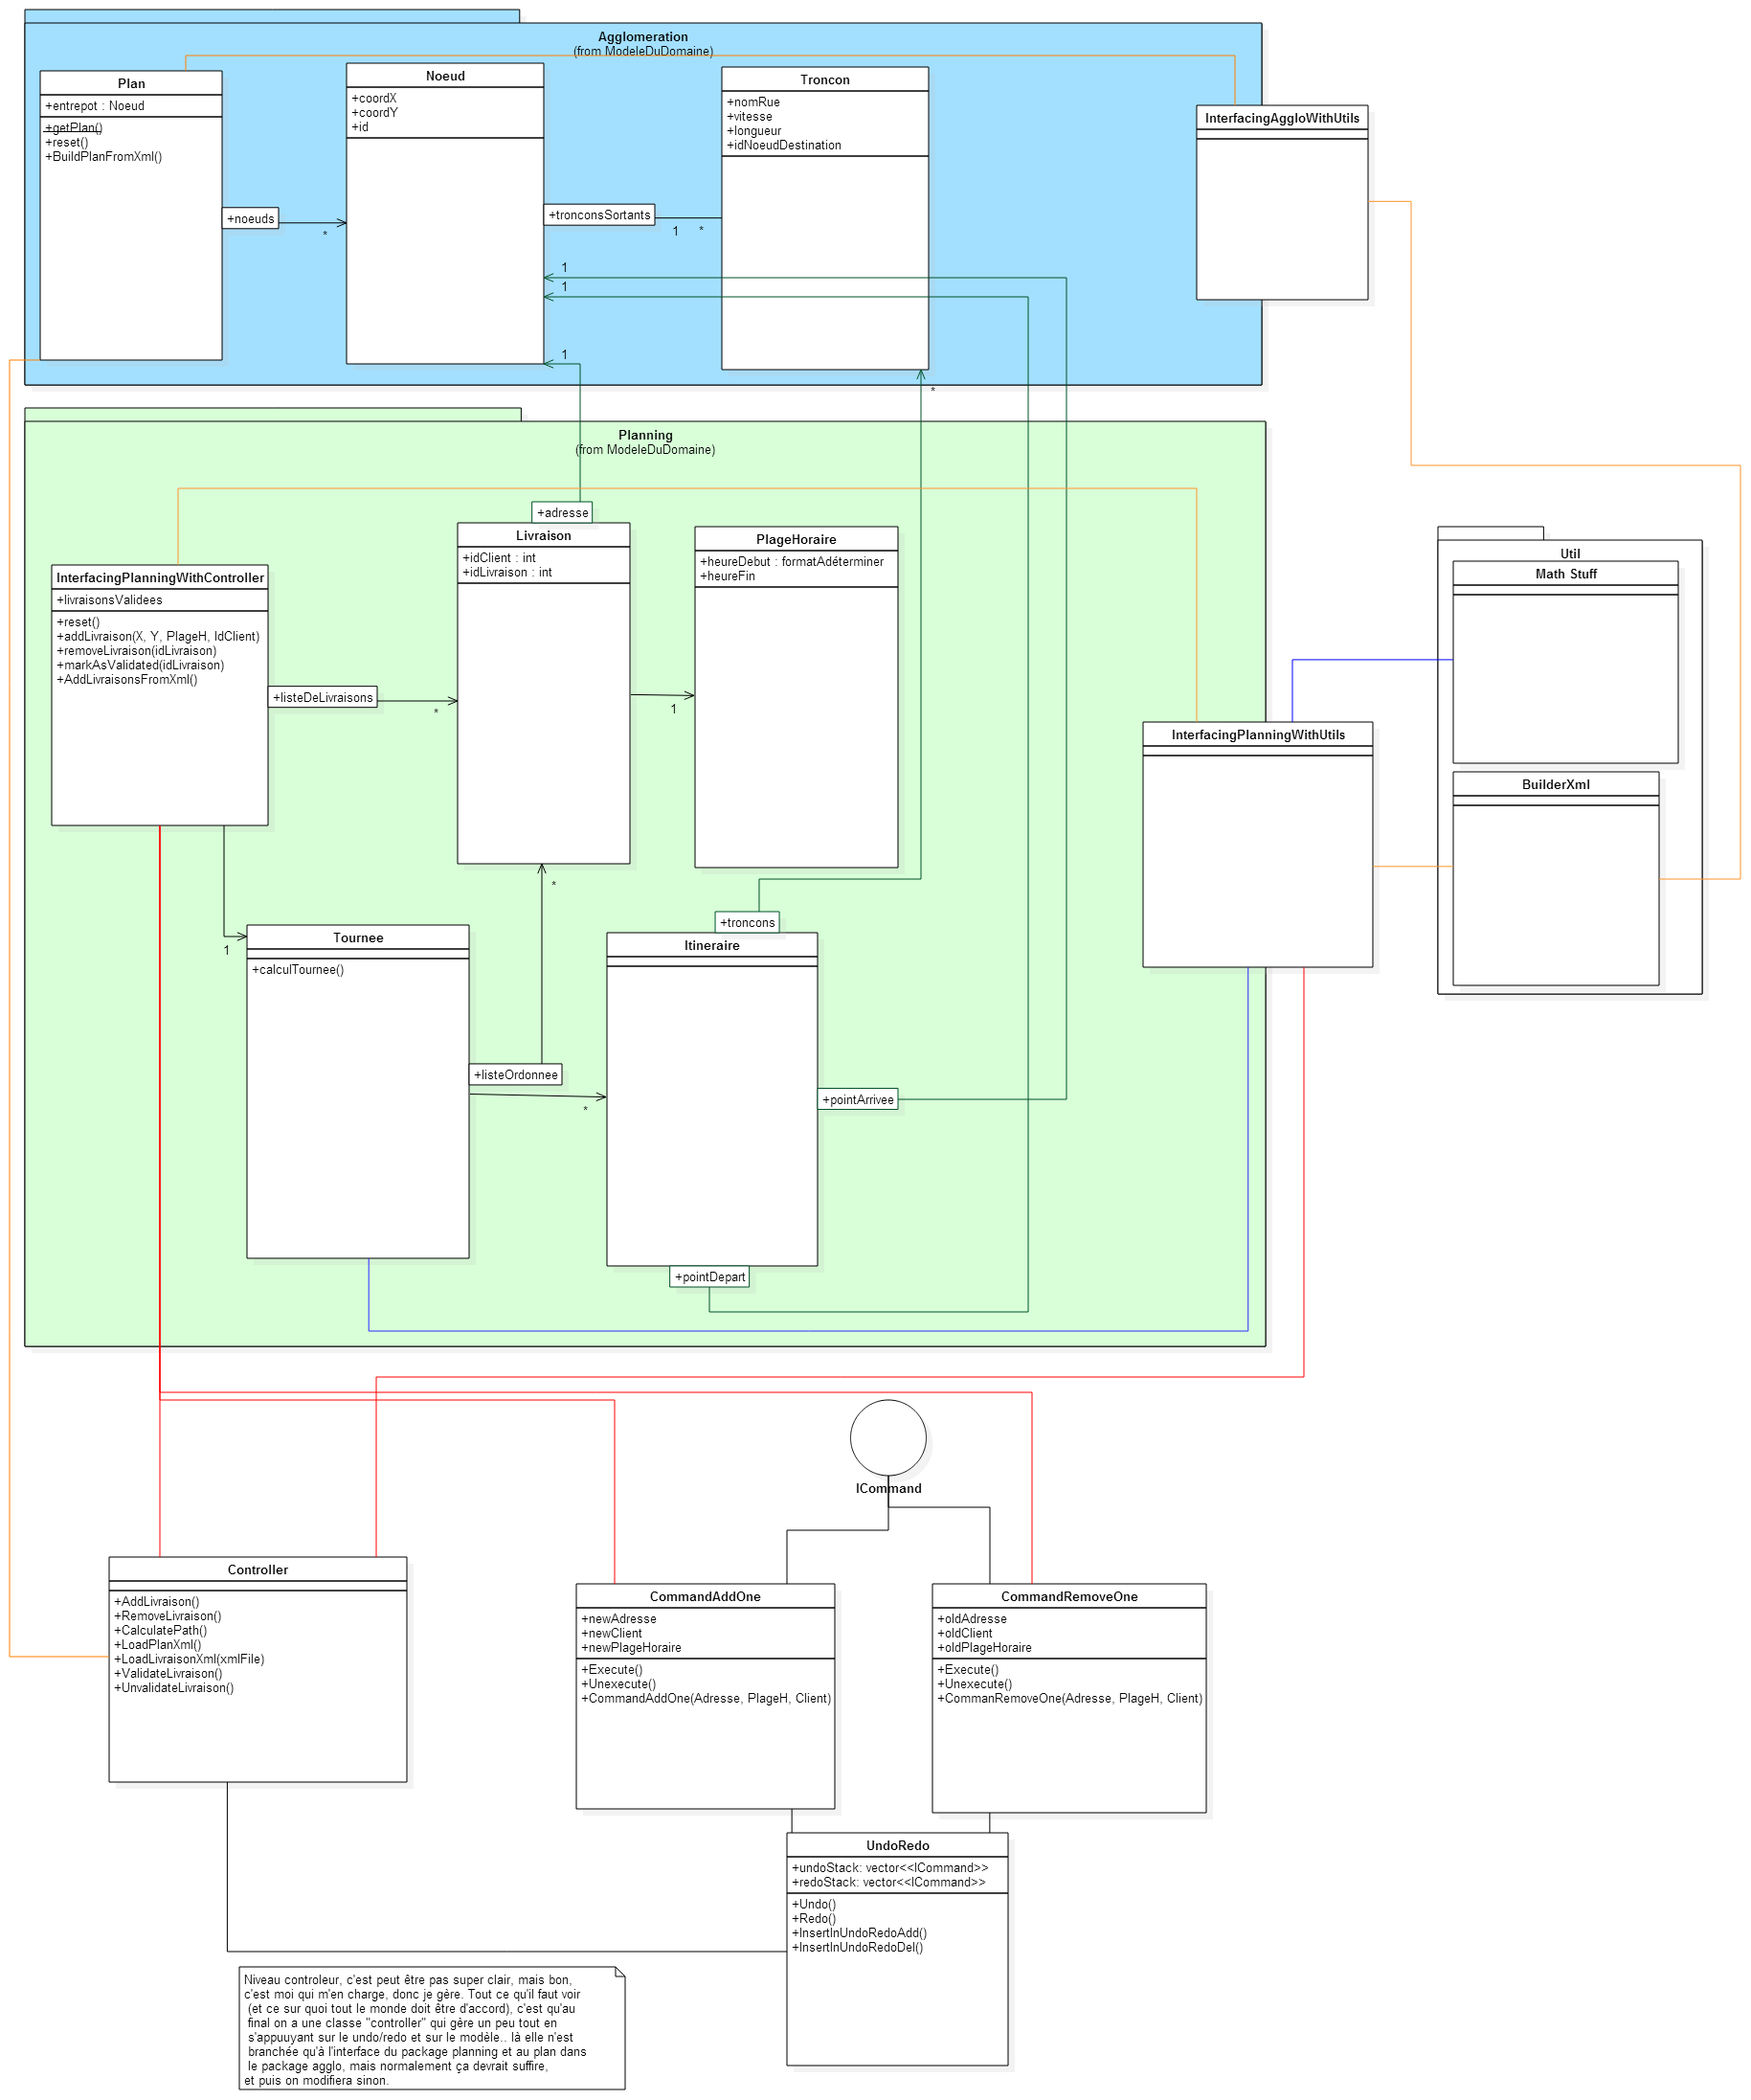 Agglomeration
(from ModeleDuDomaine)
Plan
+entrepot : Noeud
+getPlan()
+reset()
+BuildPlanFromXml()
+noeuds
*
Noeud
+coordX
+coordY
+id
+tronconsSortants
1
*
Troncon
+nomRue
+vitesse
+longueur
+idNoeudDestination
InterfacingAggloWithUtils
1
1
1
*
Planning
(from ModeleDuDomaine)
+adresse
Livraison
+idClient : int
+idLivraison : int
PlageHoraire
+heureDebut : formatAdéterminer
+heureFin
InterfacingPlanningWithController
+livraisonsValidees
+reset()
+addLivraison(X, Y, PlageH, IdClient)
+removeLivraison(idLivraison)
+markAsValidated(idLivraison)
+AddLivraisonsFromXml()
+listeDeLivraisons
*
1
InterfacingPlanningWithUtils
Util
Math Stuff
BuilderXml
*
+troncons
1
Tournee
+calculTournee()
Itineraire
+listeOrdonnee
*
+pointArrivee
+pointDepart
ICommand
Controller
+AddLivraison()
+RemoveLivraison()
+CalculatePath()
+LoadPlanXml()
+LoadLivraisonXml(xmlFile)
+ValidateLivraison()
+UnvalidateLivraison()
CommandAddOne
+newAdresse
+newClient
+newPlageHoraire
+Execute()
+Unexecute()
+CommandAddOne(Adresse, PlageH, Client)
CommandRemoveOne
+oldAdresse
+oldClient
+oldPlageHoraire
+Execute()
+Unexecute()
+CommanRemoveOne(Adresse, PlageH, Client)
UndoRedo
+undoStack: vector<<ICommand>>
+redoStack: vector<<ICommand>>
+Undo()
+Redo()
+InsertInUndoRedoAdd()
+InsertInUndoRedoDel()
Niveau controleur, c'est peut être pas super clair, mais bon,
c'est moi qui m'en charge, donc je gère. Tout ce qu'il faut voir
(et ce sur quoi tout le monde doit être d'accord), c'est qu'au
final on a une classe "controller" qui gère un peu tout en
s'appuuyant sur le undo/redo et sur le modèle.. là elle n'est
branchée qu'à l'interface du package planning et au plan dans
le package agglo, mais normalement ça devrait suffire,
et puis on modifiera sinon.